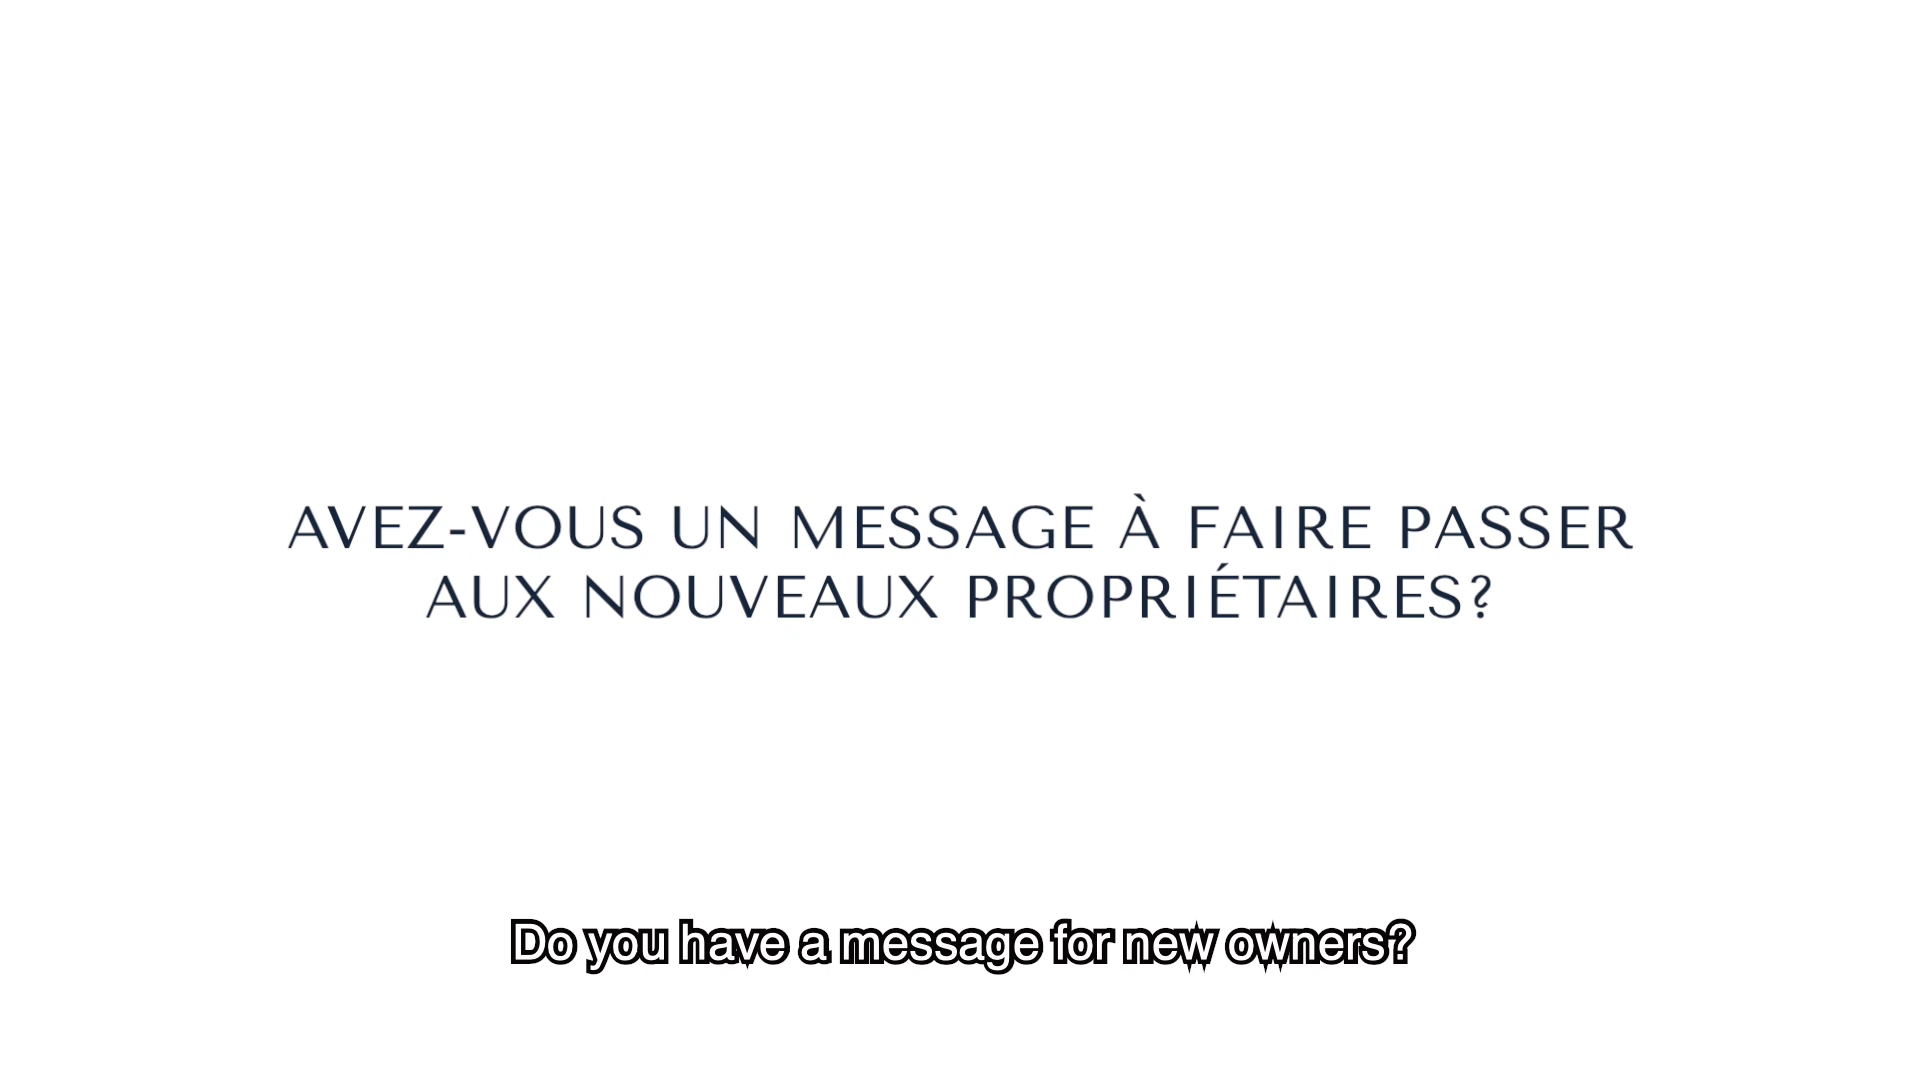 AVEZ-VOUS UN MESSAGE À FAIRE PASSER
AUX NOUVEAUX PROPRIÉTAIRES?
Do you have a message for new owners?